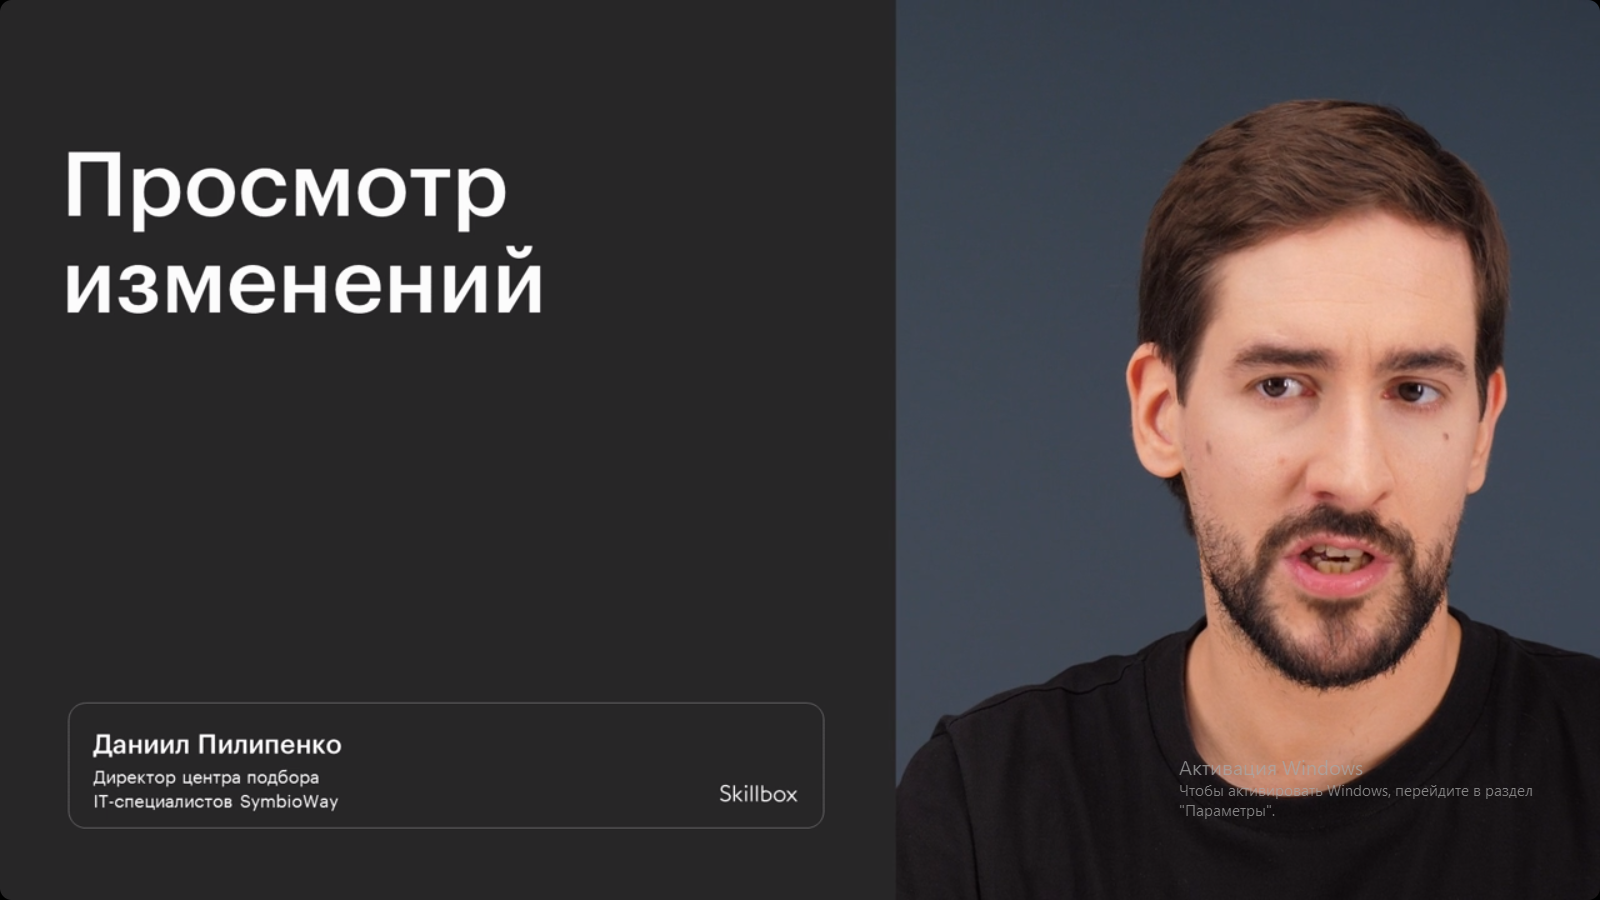 Просмотр
изменений
Даниил Пилипенко
Директор центра подбора
IT-специалистов SymbioWay
Skillbox
Активация Windows
Чтобы активировать Windows, перейдите в раздел
"Параметры".